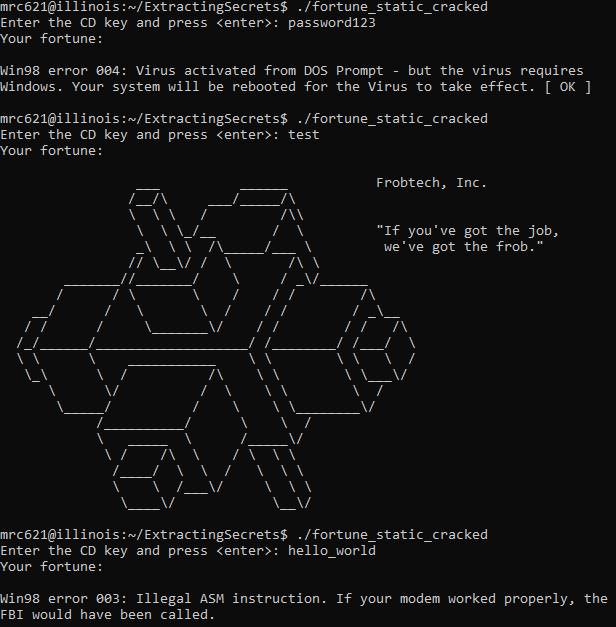 mrc621@illinois:~/ExtractingSecrets$ ./fortune_static_cracked
Enter the CD key and press <enter>: password123
Your fortune:
Win98 error 004: Virus activated from DOS Prompt - but the virus requires
Windows. Your system will be rebooted for the Virus to take effect. [ OK ]
mrc621@illinois:~/ExtractingSecrets$ ./fortune_static_cracked
Enter the CD key and press <enter>: test
Your fortune:
Frobtech, Inc.
"If you've got the job,
we've got the frob."
mrc621@illinois:~/ExtractingSecrets$ ./fortune_static_cracked
Enter the CD key and press <enter>: hello_world
Your fortune:
Win98 error 003: Illegal ASM instruction. If your modem worked properly, the
FBI would have been called.